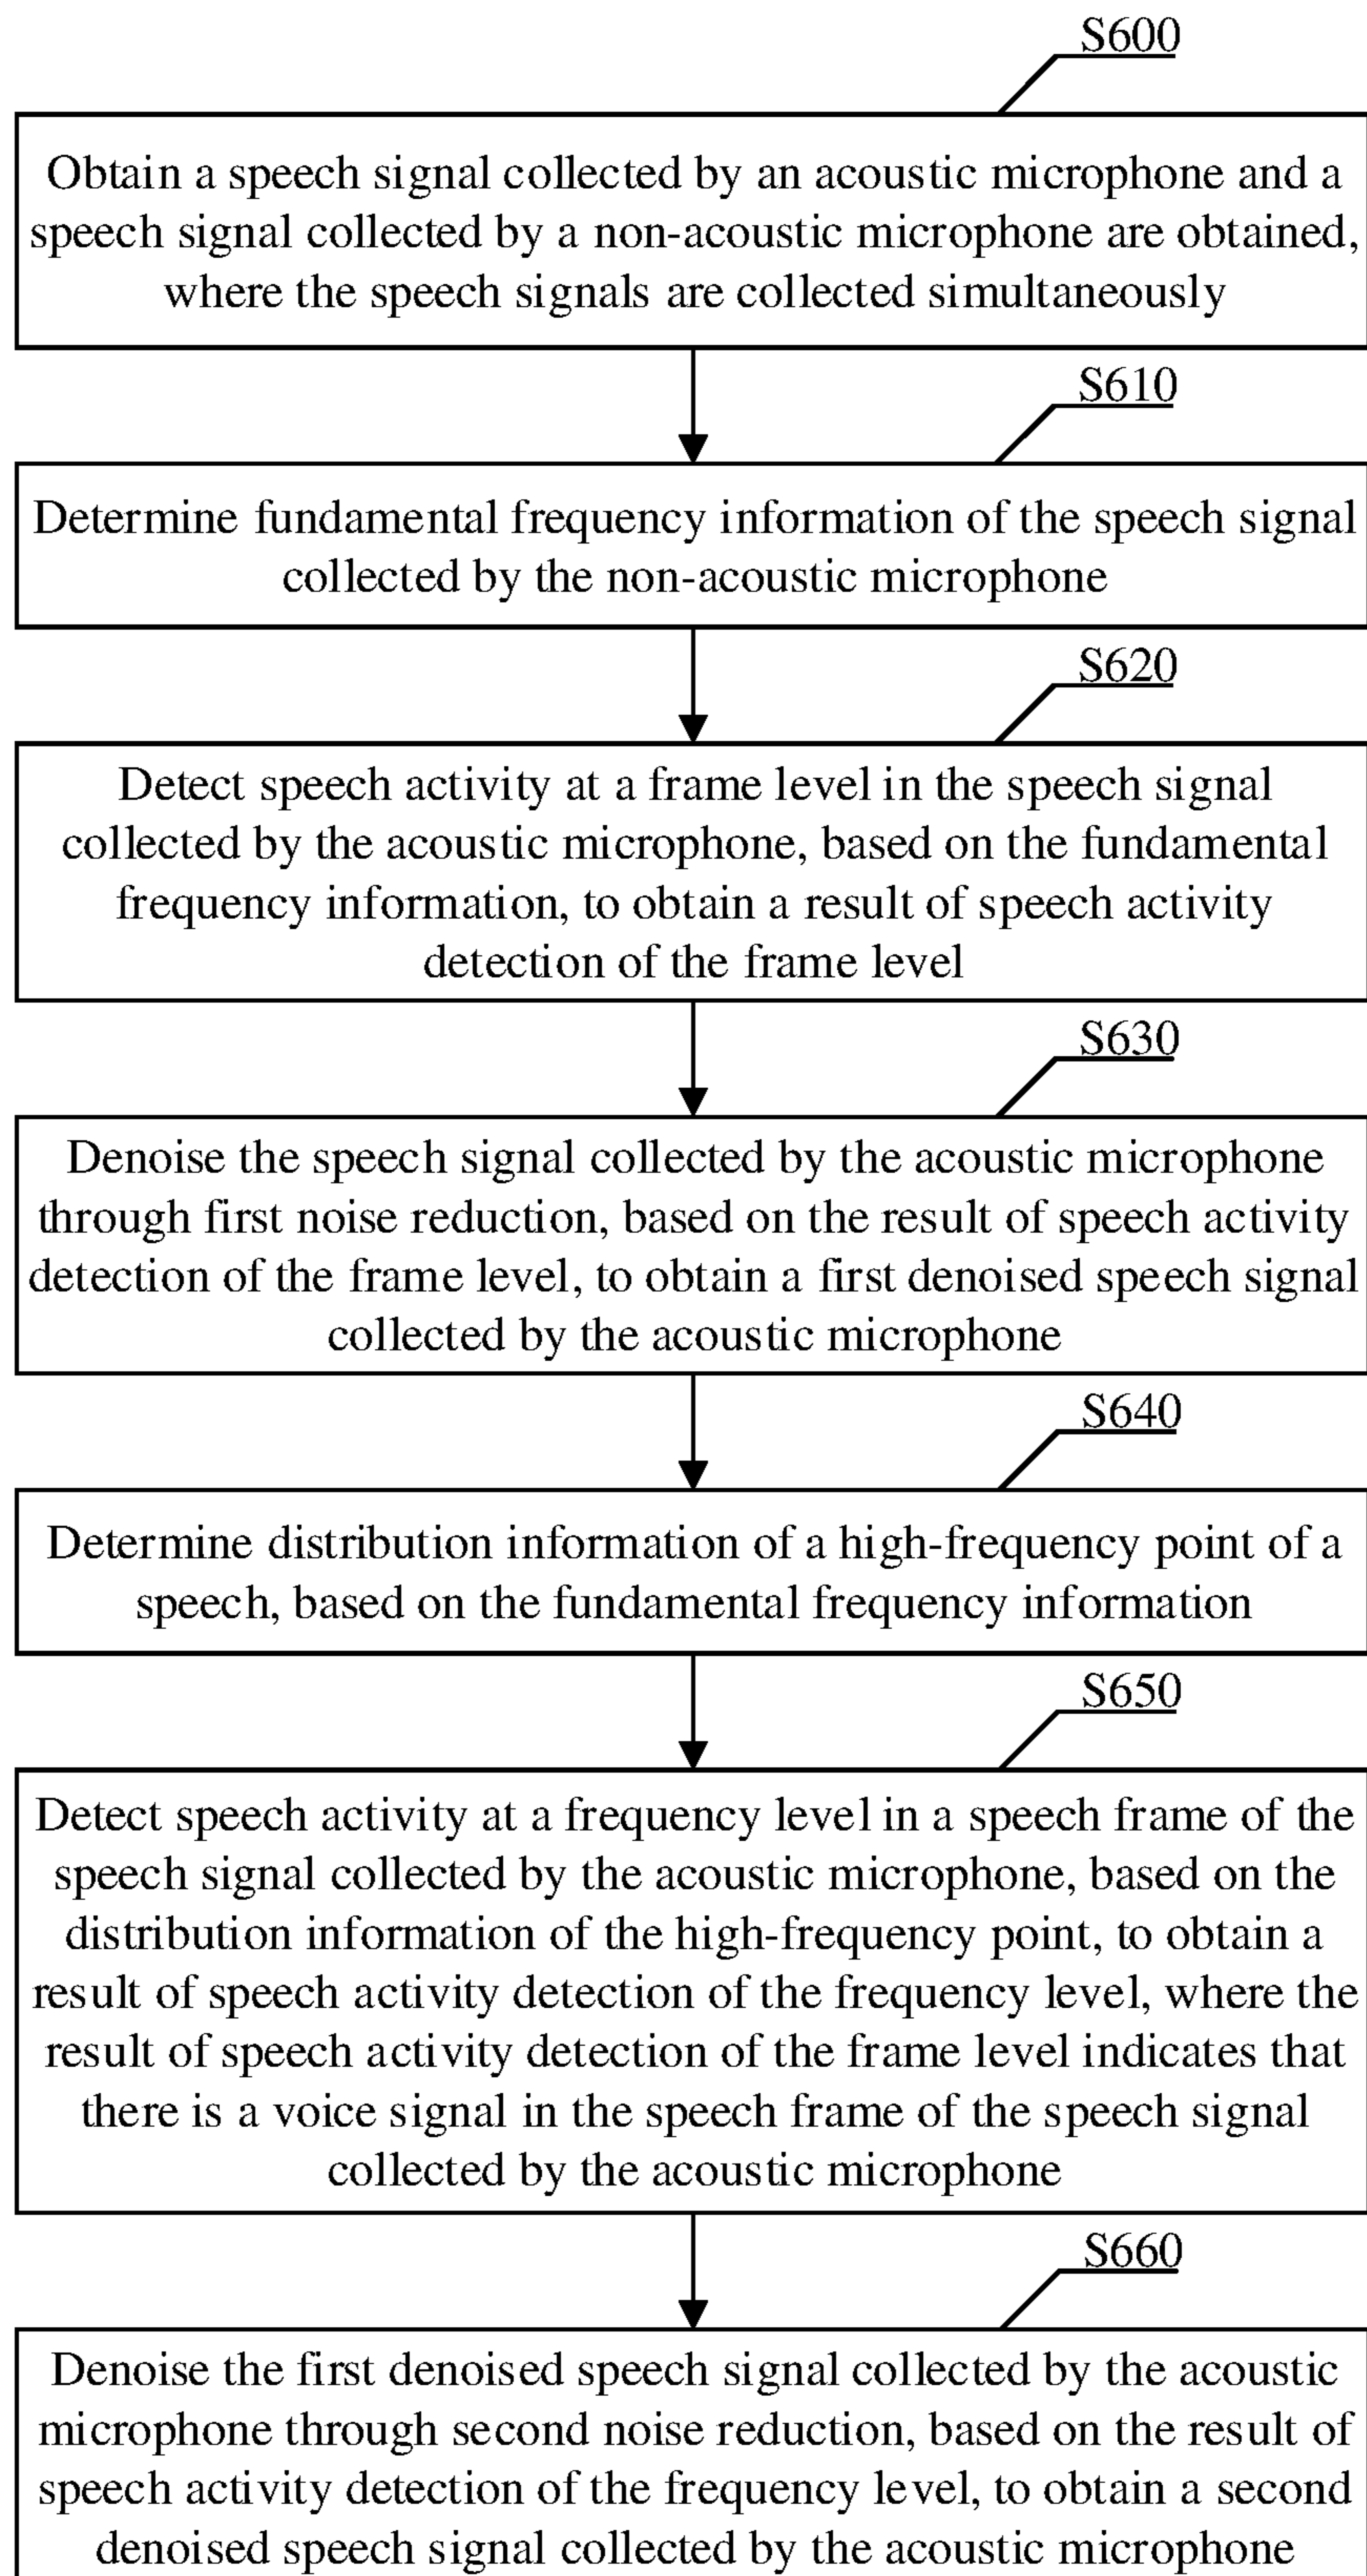 S600
Obtain a speech signal collected by an acoustic microphone and a
speech signal collected by a non-acoustic microphone are obtained,
where the speech signals are collected simultaneously
S610
Determine fundamental frequency information of the speech signal
collected by the non-acoustic microphone
S620
Detect speech activity at a frame level in the speech signal
collected by the acoustic microphone, based on the fundamental
frequency information, to obtain a result of speech activity
detection of the frame level
S630
Denoise the speech signal collected by the acoustic microphone
through first noise reduction, based on the result of speech activity
detection of the frame level, to obtain a first denoised speech signal
collected by the acoustic microphone
S640
Determine distribution information of a high-frequency point of a
speech, based on the fundamental frequency information
S650
Detect speech activity at a frequency level in a speech frame of the
speech signal collected by the acoustic microphone, based on the
distribution information of the high-frequency point, to obtain a
result of speech activity detection of the frequency level, where the
result of speech activity detection of the frame level indicates that
there is a voice signal in the speech frame of the speech signal
collected by the acoustic microphone
S660
Denoise the first denoised speech signal collected by the acoustic
microphone through second noise reduction, based on the result of
speech activity detection of the frequency level, to obtain a second
denoised speech signal collected by the acoustic microphone